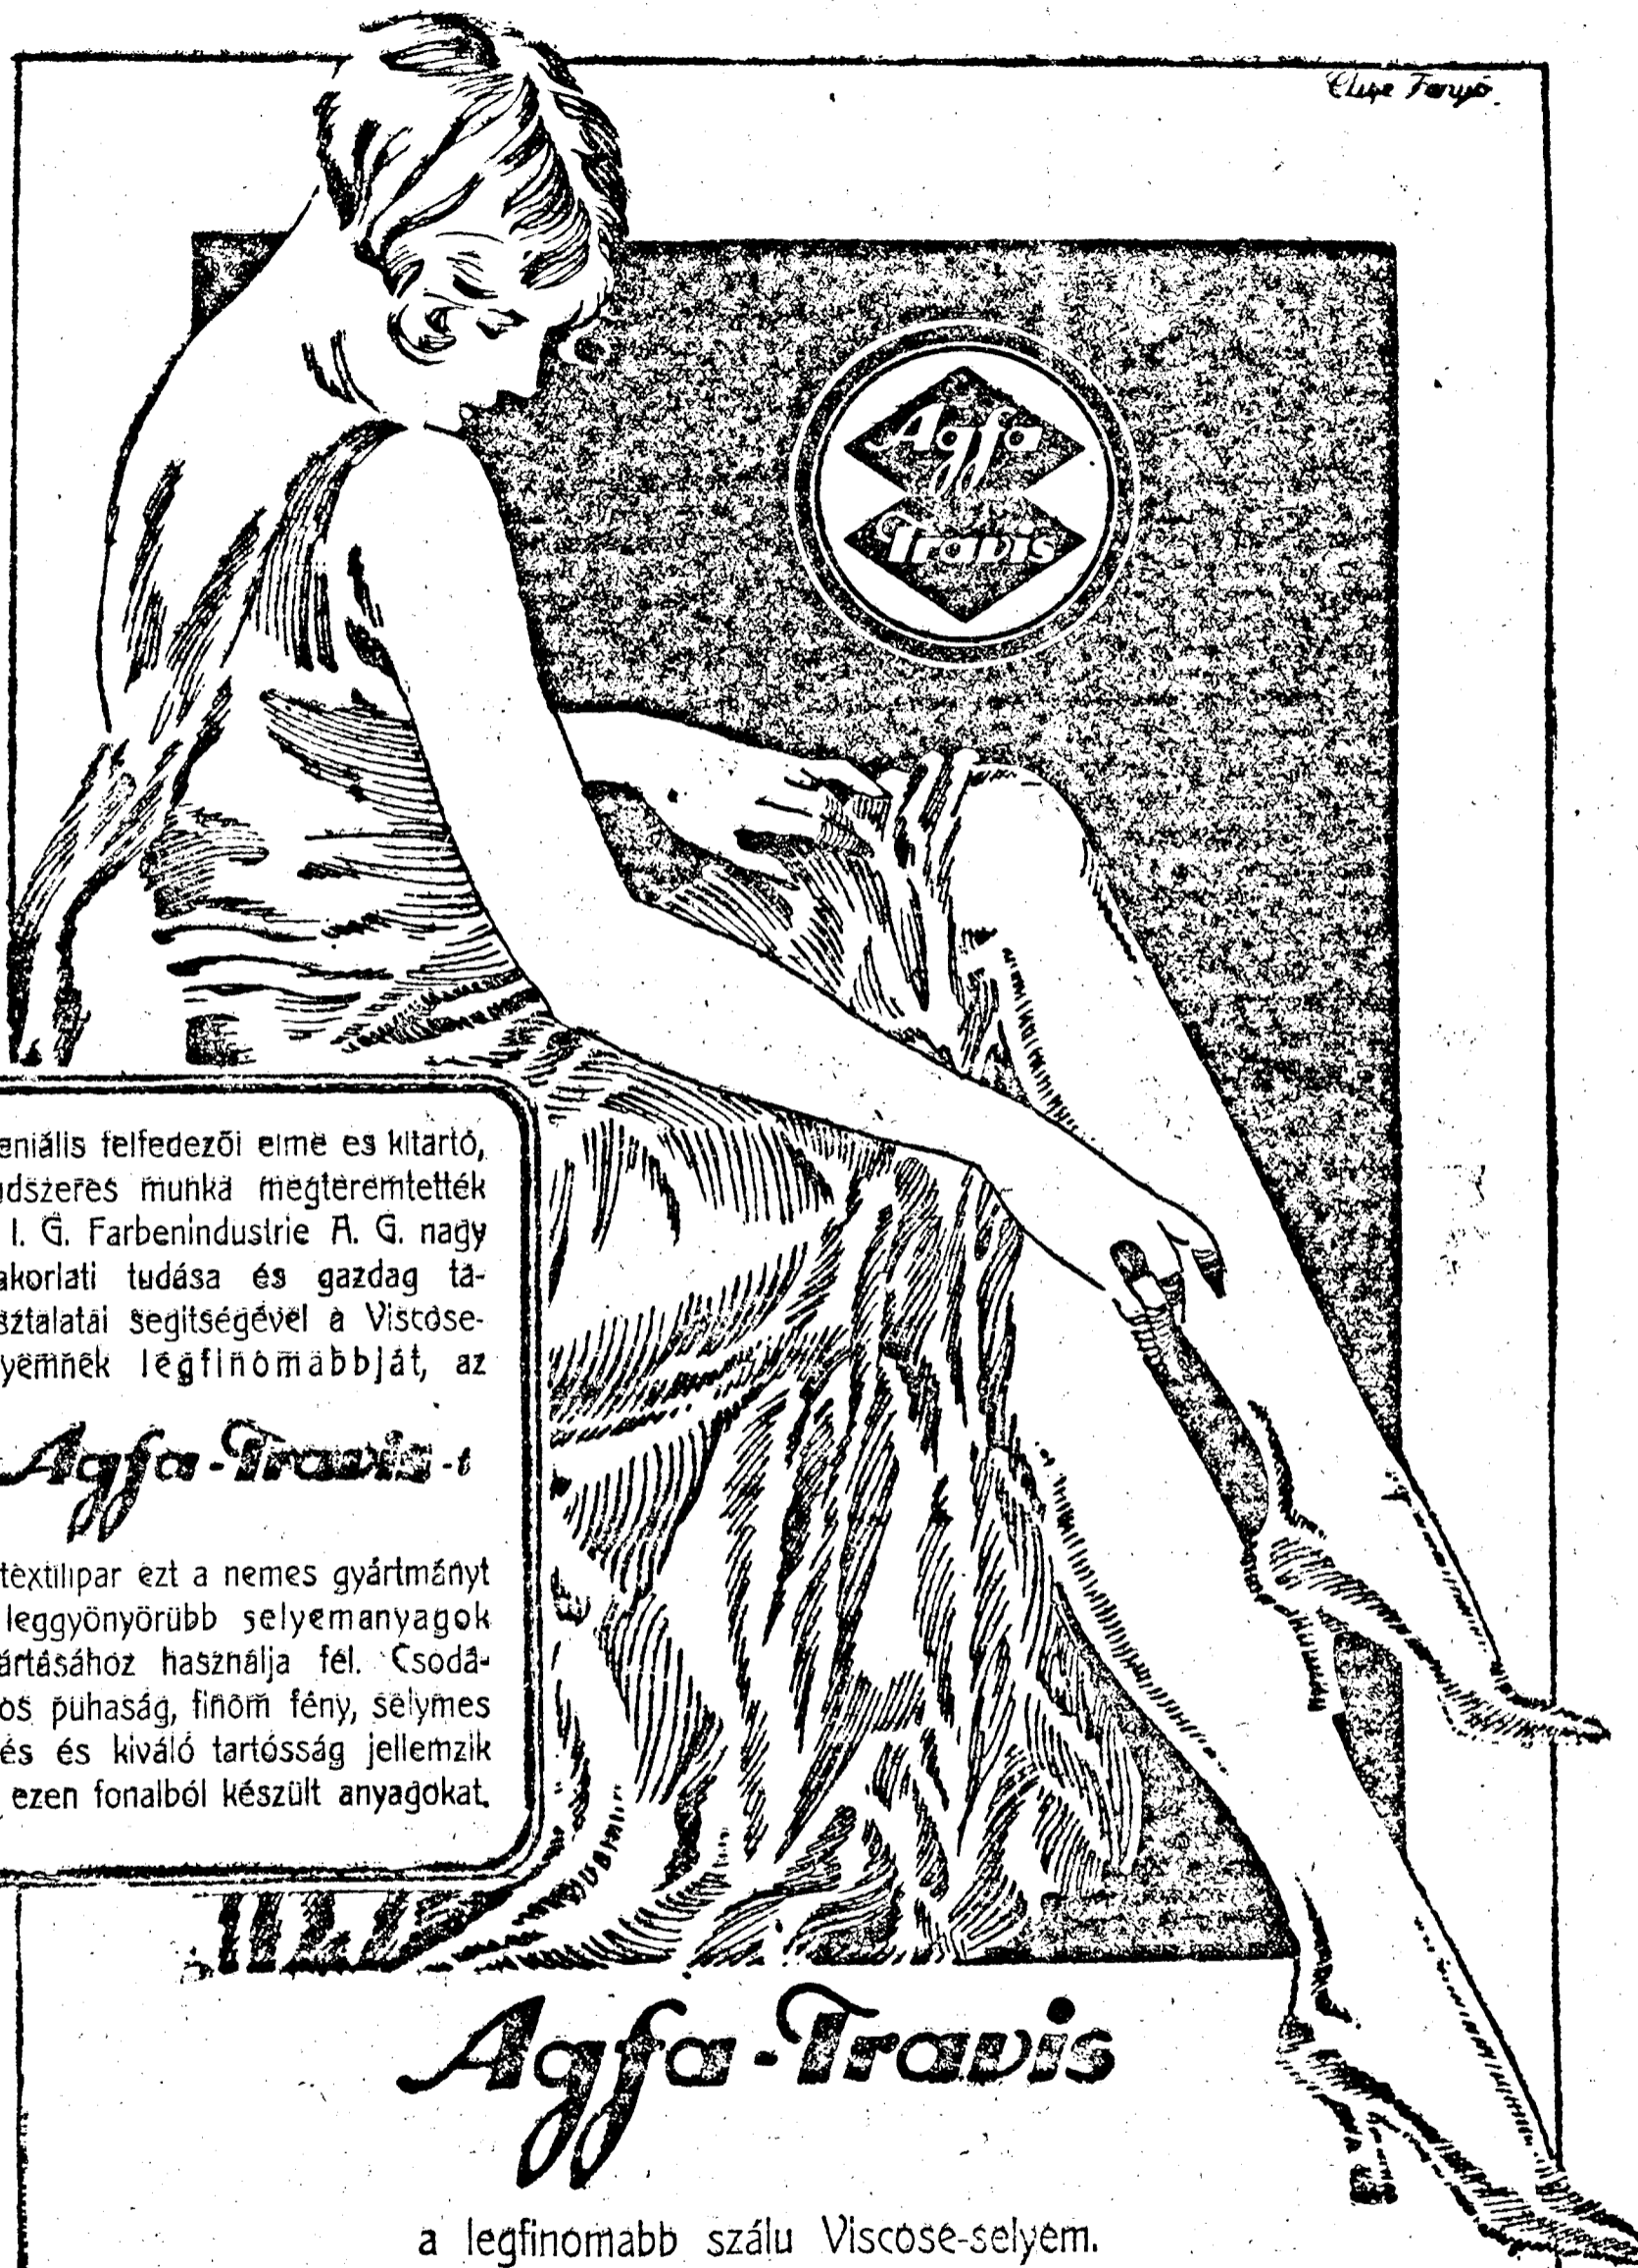 Agfa
Travis
eniális felfedezői elme és kitartó,
dszeres munka megteremtették
I. G. Farbenindustrie A. G. nagy
akorlati tudása és gazdag ta-
sztalatai segitségével a Viscose-
yemnek legfinomabbját, az
Agfa-Travis-t
textilipar ezt a nemes gyártmányt
leggyönyörübb selyemanyagok
ártásához használja fel. Csodá-
os puhaság, finom fény, selymes
és és kiváló tartósság jellemzik
ezen fonalból készült anyagokat.
Agfa-Travis
a legfinomabb szálu Viscose-selyem.